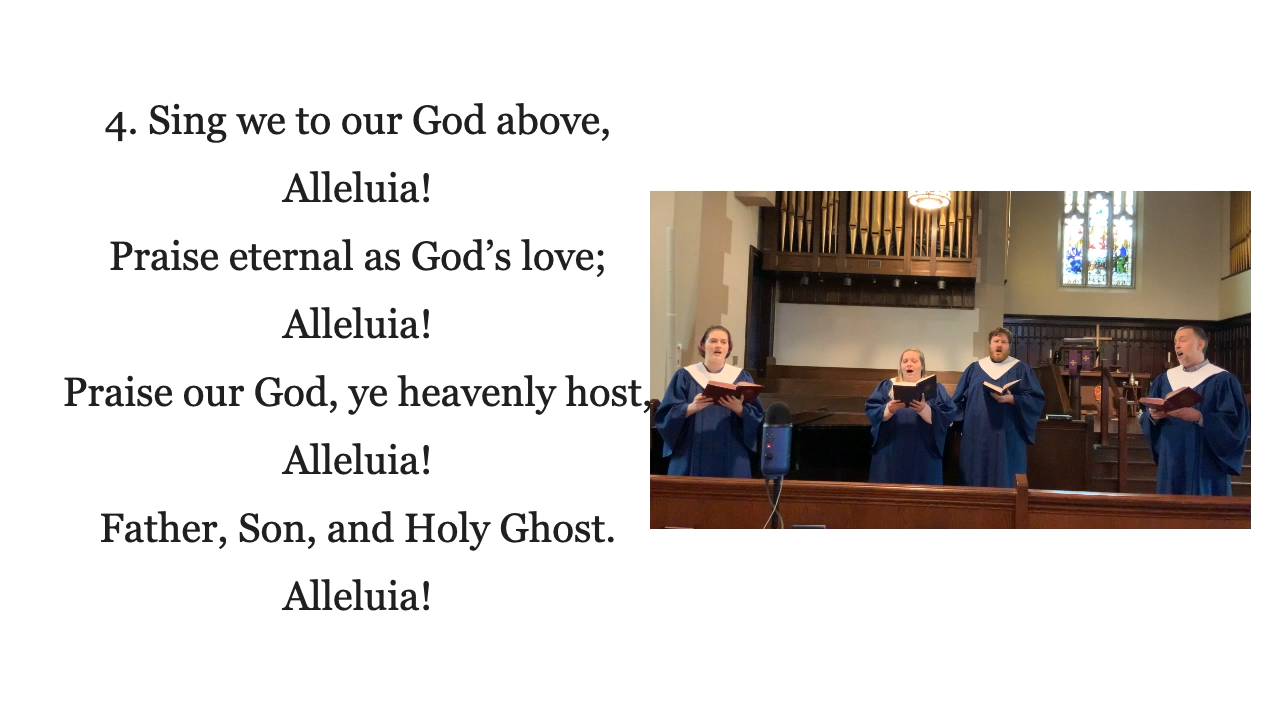 4. Sing we to our God above,
Alleluia!
Praise eternal as God’s love;
Alleluia!
Praise our God, ye heavenly host,
Alleluia!
Father, Son, and Holy Ghost.
Alleluia!